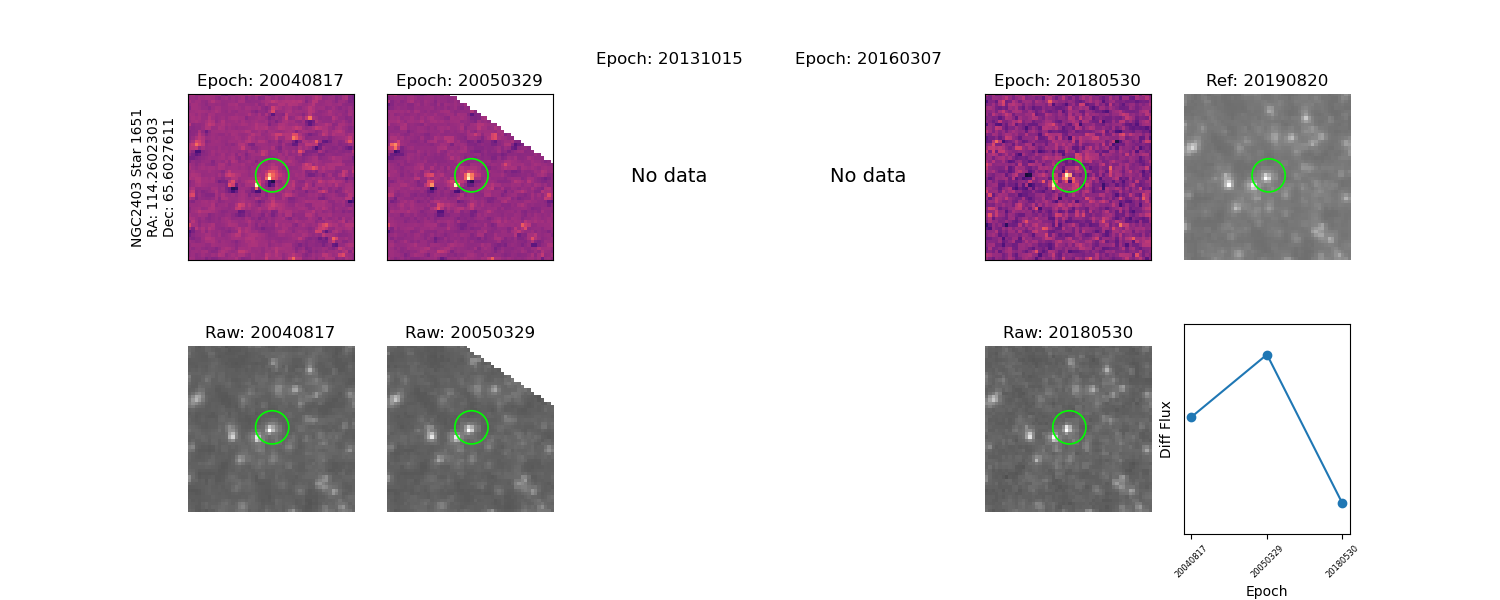 Epoch: 20040817
Epoch: 20050329
Epoch: 20131015
Epoch: 20160307
Epoch: 20180530
Ref: 20190820
NGC2403 Star 1651
RA: 114.2602303
Dec: 65.6027611
No data
No data
Raw: 20040817
Raw: 20050329
Raw: 20180530
Diff Flux
20040817
20050329
20180530
Epoch